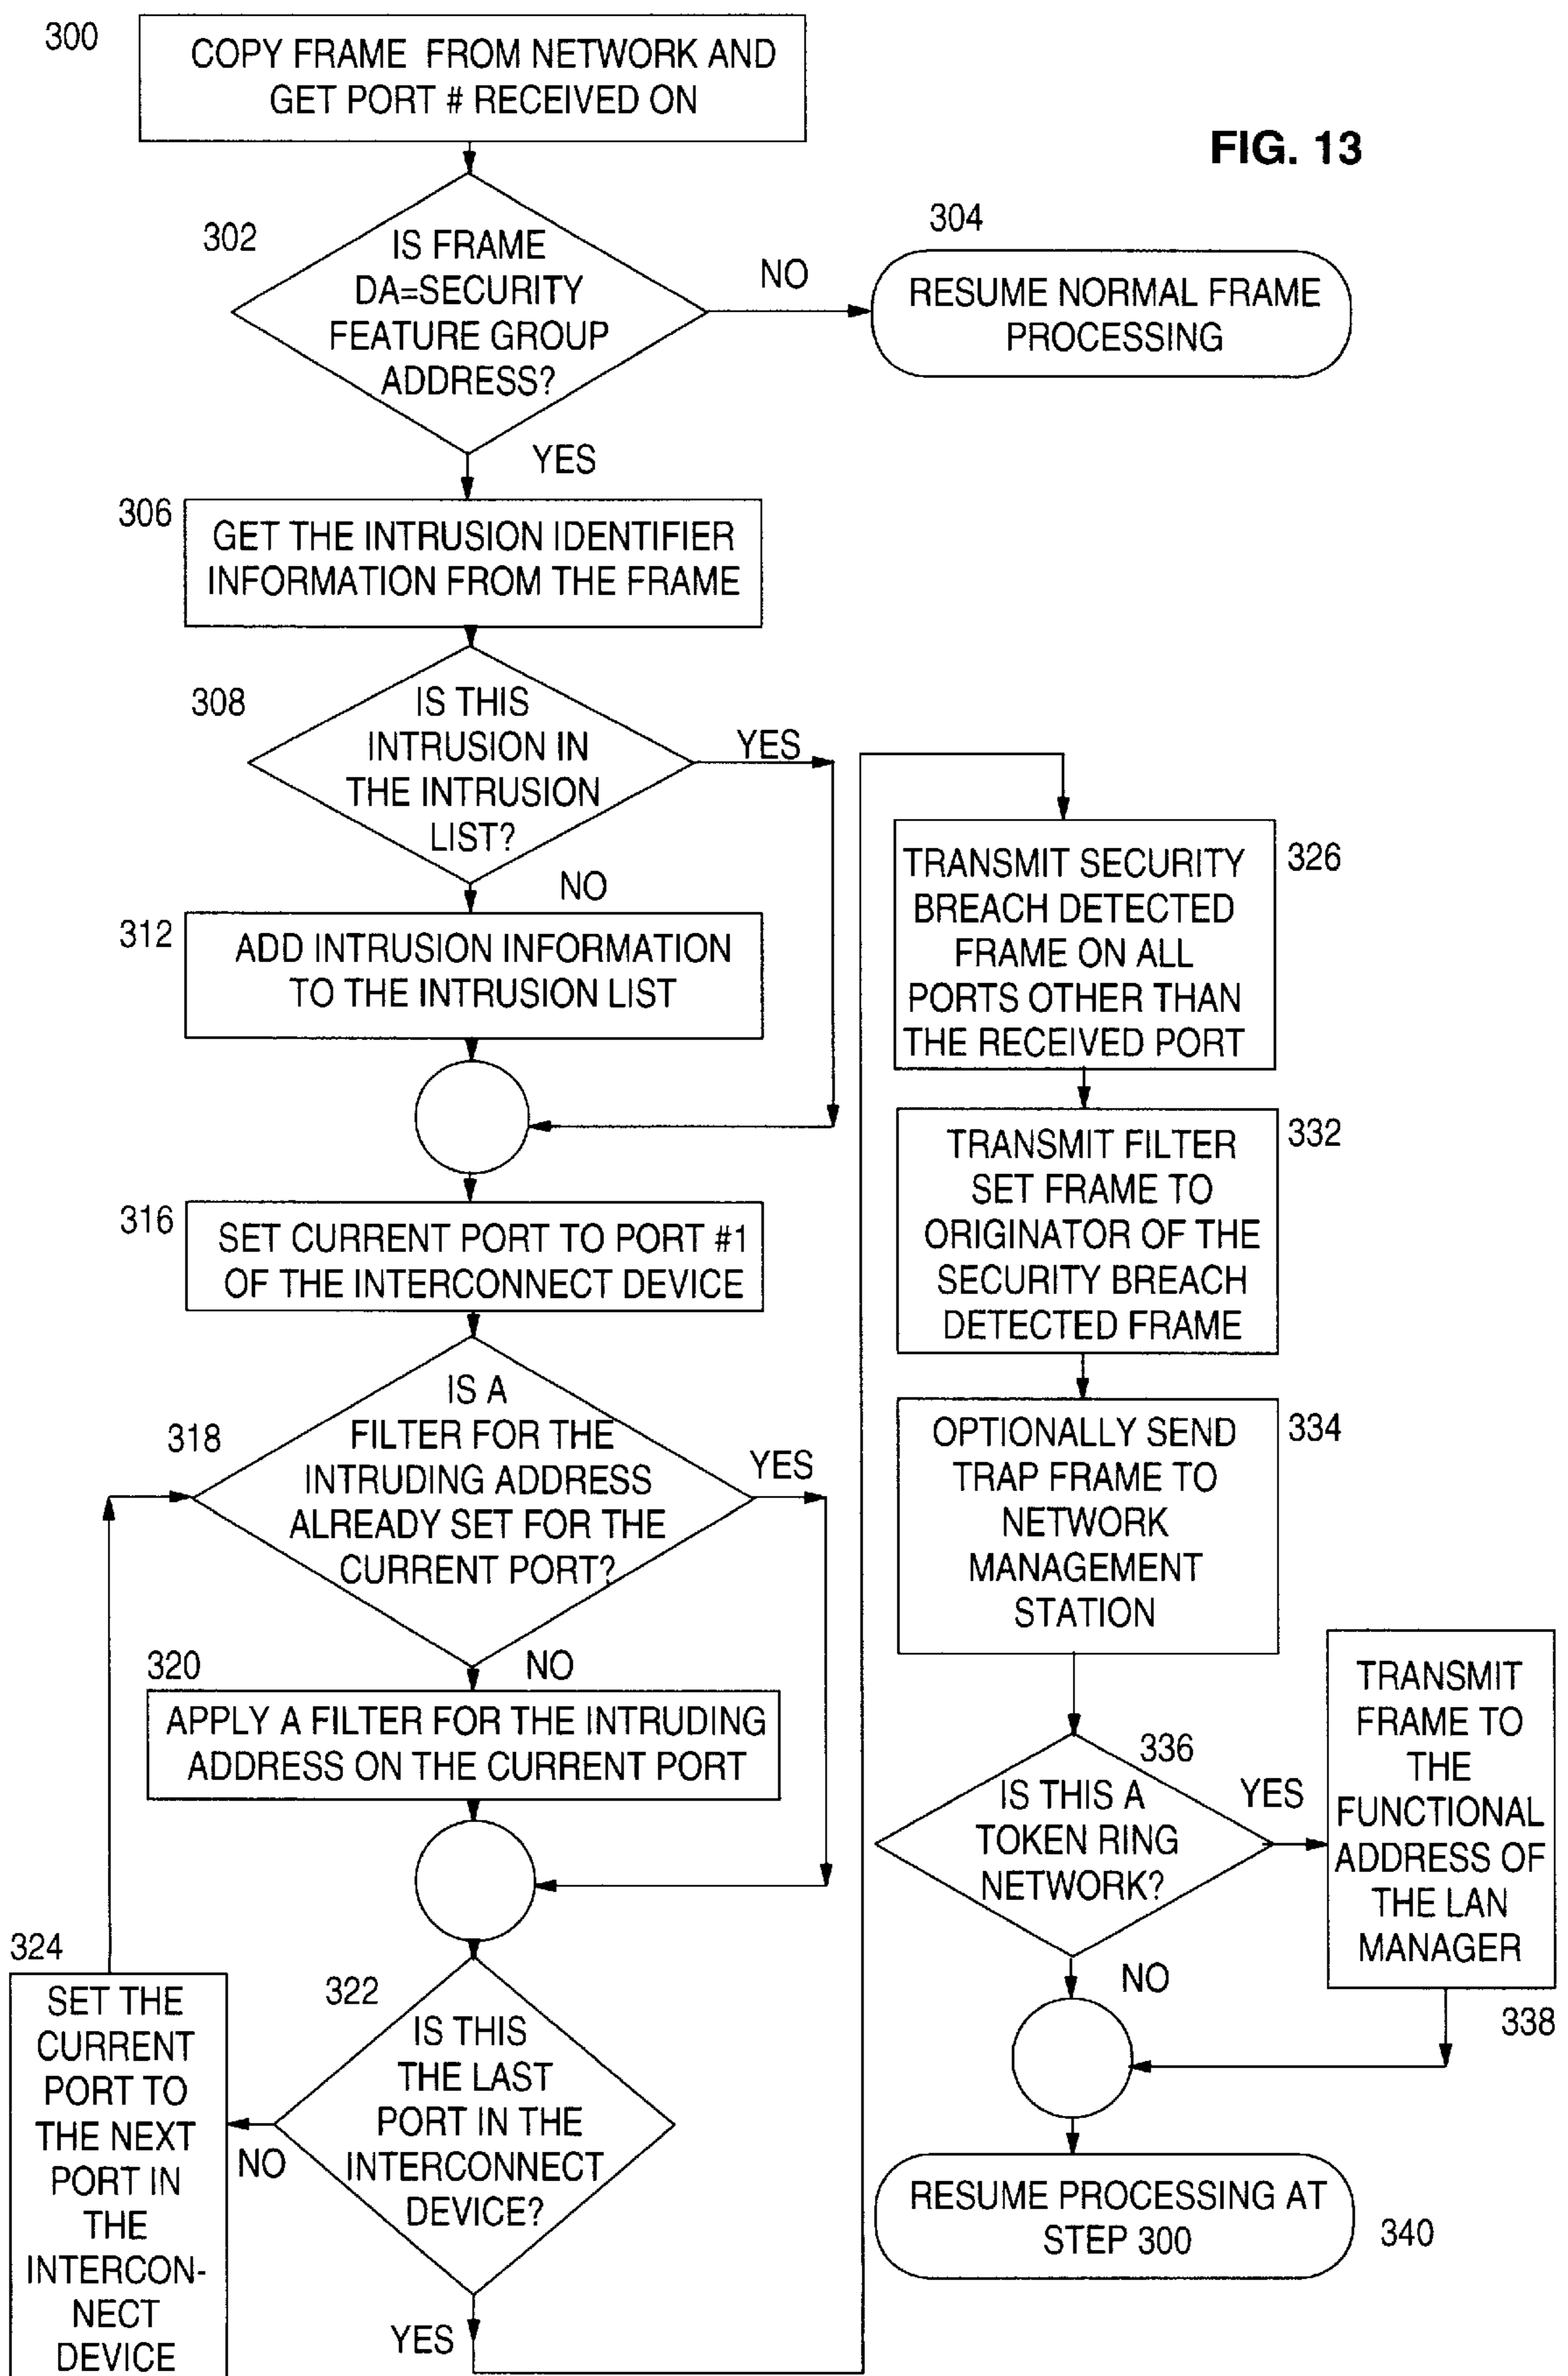 300
COPY FRAME FROM NETWORK AND
GET PORT # RECEIVED ON
FIG. 13
302
IS FRAME
DA=SECURITY
FEATURE GROUP
ADDRESS?
NO
304
RESUME NORMAL FRAME
PROCESSING
YES
306
GET THE INTRUSION IDENTIFIER
INFORMATION FROM THE FRAME
308
IS THIS
INTRUSION IN
THE INTRUSION
LIST?
YES
NO
312
ADD INTRUSION INFORMATION
TO THE INTRUSION LIST
316
SET CURRENT PORT TO PORT #1
OF THE INTERCONNECT DEVICE
318
IS A
FILTER FOR THE
INTRUDING ADDRESS
ALREADY SET FOR THE
CURRENT PORT?
YES
NO
320
APPLY A FILTER FOR THE INTRUDING
ADDRESS ON THE CURRENT PORT
322
IS THIS
THE LAST
PORT IN THE
INTERCONNECT
DEVICE?
NO
324
SET THE
CURRENT
PORT TO
THE NEXT
PORT IN
THE
INTERCON-
NECT
DEVICE
YES
326
TRANSMIT SECURITY
BREACH DETECTED
FRAME ON ALL
PORTS OTHER THAN
THE RECEIVED PORT
332
TRANSMIT FILTER
SET FRAME TO
ORIGINATOR OF THE
SECURITY BREACH
DETECTED FRAME
334
OPTIONALLY SEND
TRAP FRAME TO
NETWORK
MANAGEMENT
STATION
336
IS THIS A
TOKEN RING
NETWORK?
YES
TRANSMIT
FRAME TO
THE
FUNCTIONAL
ADDRESS OF
THE LAN
MANAGER
338
NO
RESUME PROCESSING AT
STEP 300
340